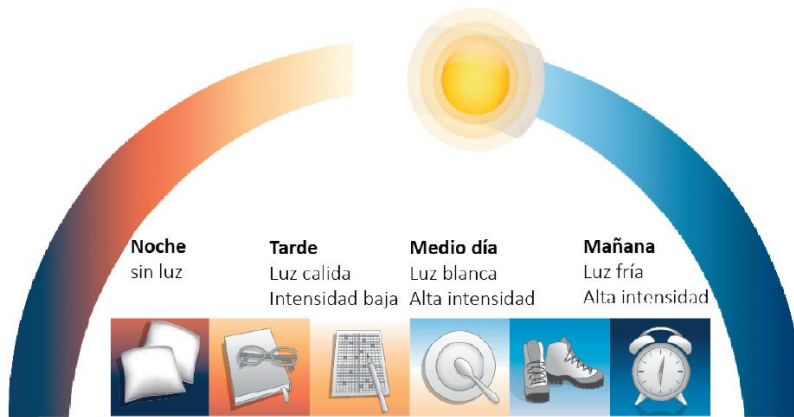 Noche
sin luz
Tarde
Luz calida
Intensidad baja
Medio día
Luz blanca
Alta intensidad
Mañana
Luz fría
Alta intensidad